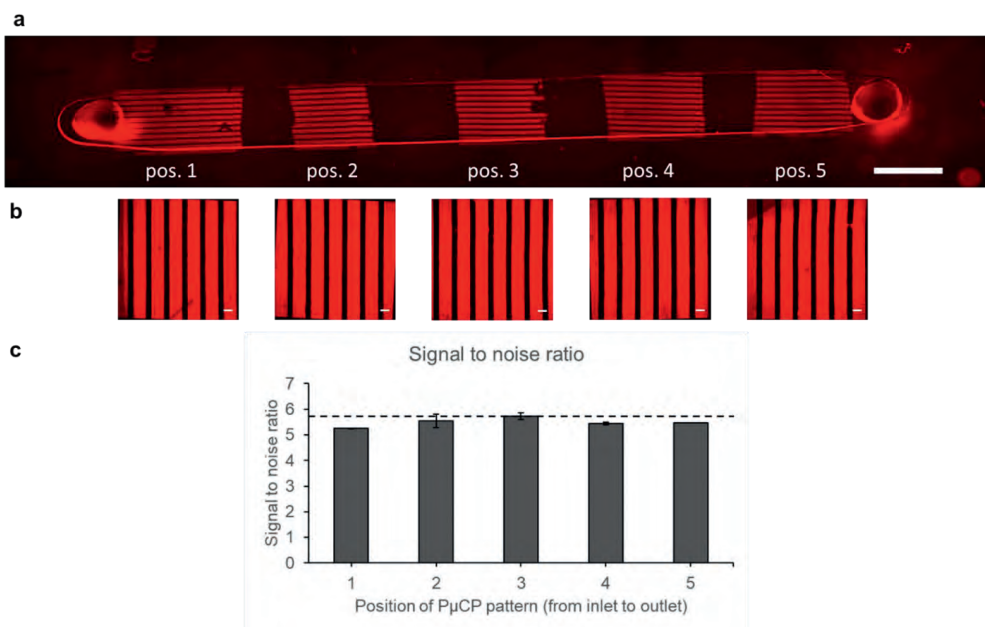 a
pos. 1 pos. 2 pos. 3 pos. 4 pos. 5
b
c
Signal to noise ratio
Signal to noise ratio
7
6
5
4
3
2
1
0
1 2 3 4 5
Position of PµCP pattern (from inlet to outlet)